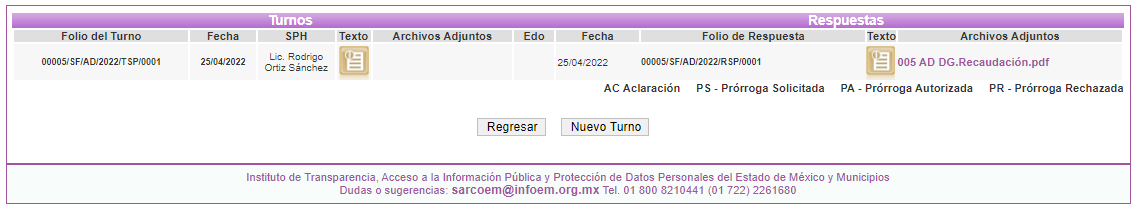 Turnos Respuestas
Folio del Turno Fecha SPH Texto Archivos Adjuntos Edo Fecha Folio de Respuesta Texto Archivos Adjuntos
00005/SF/AD/2022/TSP/0001 25/04/2022 Lic. Rodrigo Ortiz Sánchez 25/04/2022 00005/SF/AD/2022/RSP/0001 005 AD DG.Recaudación.pdf
AC Aclaración PS - Prórroga Solicitada PA - Prórroga Autorizada PR - Prórroga Rechazada
Regresar Nuevo Turno
Instituto de Transparencia, Acceso a la Información Pública y Protección de Datos Personales del Estado de México y Municipios
Dudas o sugerencias: sarcoem@infoem.org.mx Tel. 01 800 8210441 (01 722) 2261680